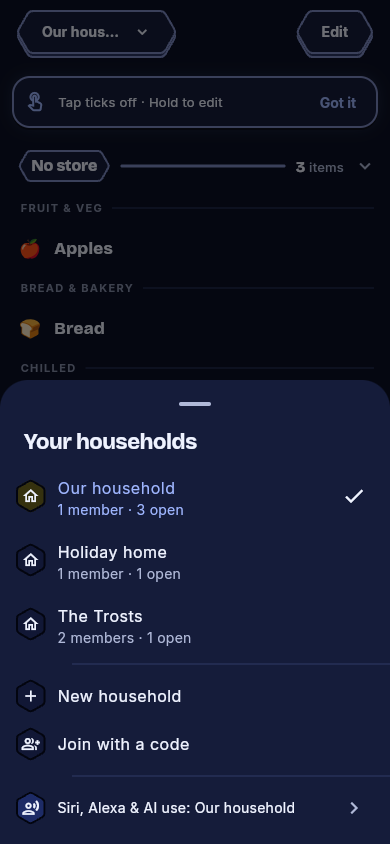 Our hous...
Edit
Tap ticks off · Hold to edit
Got it
No store
3 items
FRUIT & VEG
Apples
BREAD & BAKERY
Bread
CHILLED
Your households
Our household
1 member · 3 open
Holiday home
1 member · 1 open
The Trosts
2 members · 1 open
New household
Join with a code
Siri, Alexa & AI use: Our household